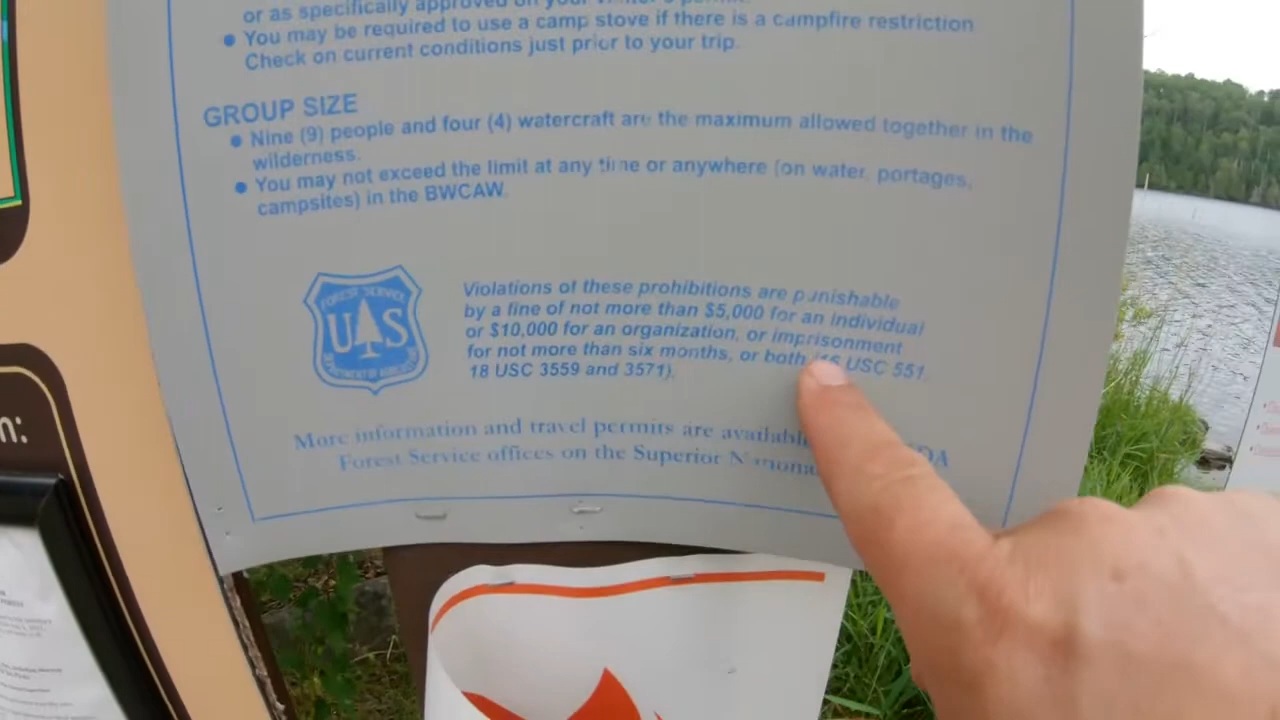 or as specifically approved on your visitor's permit.
● You may be required to use a camp stove if there is a campfire restriction
Check on current conditions just prior to your trip.
GROUP SIZE
● Nine (9) people and four (4) watercraft are the maximum allowed together in the
wilderness.
● You may not exceed the limit at any time or anywhere (on water, portages,
campsites) in the BWCAW.
FOREST SERVICE
U S
DEPARTMENT OF AGRICULTURE
Violations of these prohibitions are punishable
by a fine of not more than $5,000 for an individual
or $10,000 for an organization, or imprisonment
for not more than six months, or both (16 USC 551,
18 USC 3559 and 3571).
More information and travel permits are
Forest Service offices on the Superior
n: